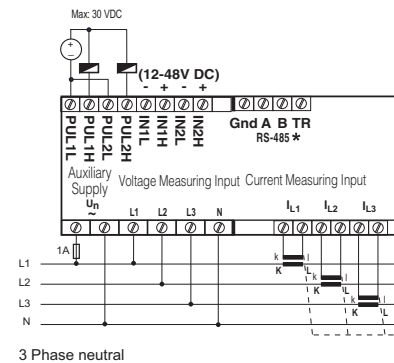 Max: 30 VDC
+
-
(12-48V DC)
- + - +
PUL1L
PUL1H
PUL2L
PUL2H
IN1L
IN1H
IN2L
IN2H
Gnd A B TR
RS-485 *
Auxiliary Supply
Voltage Measuring Input
Current Measuring Input
Un
~
L1
L2
L3
N
IL1
IL2
IL3
1A
L1
L2
L3
N
k l
K L
k l
K L
k l
K L
3 Phase neutral